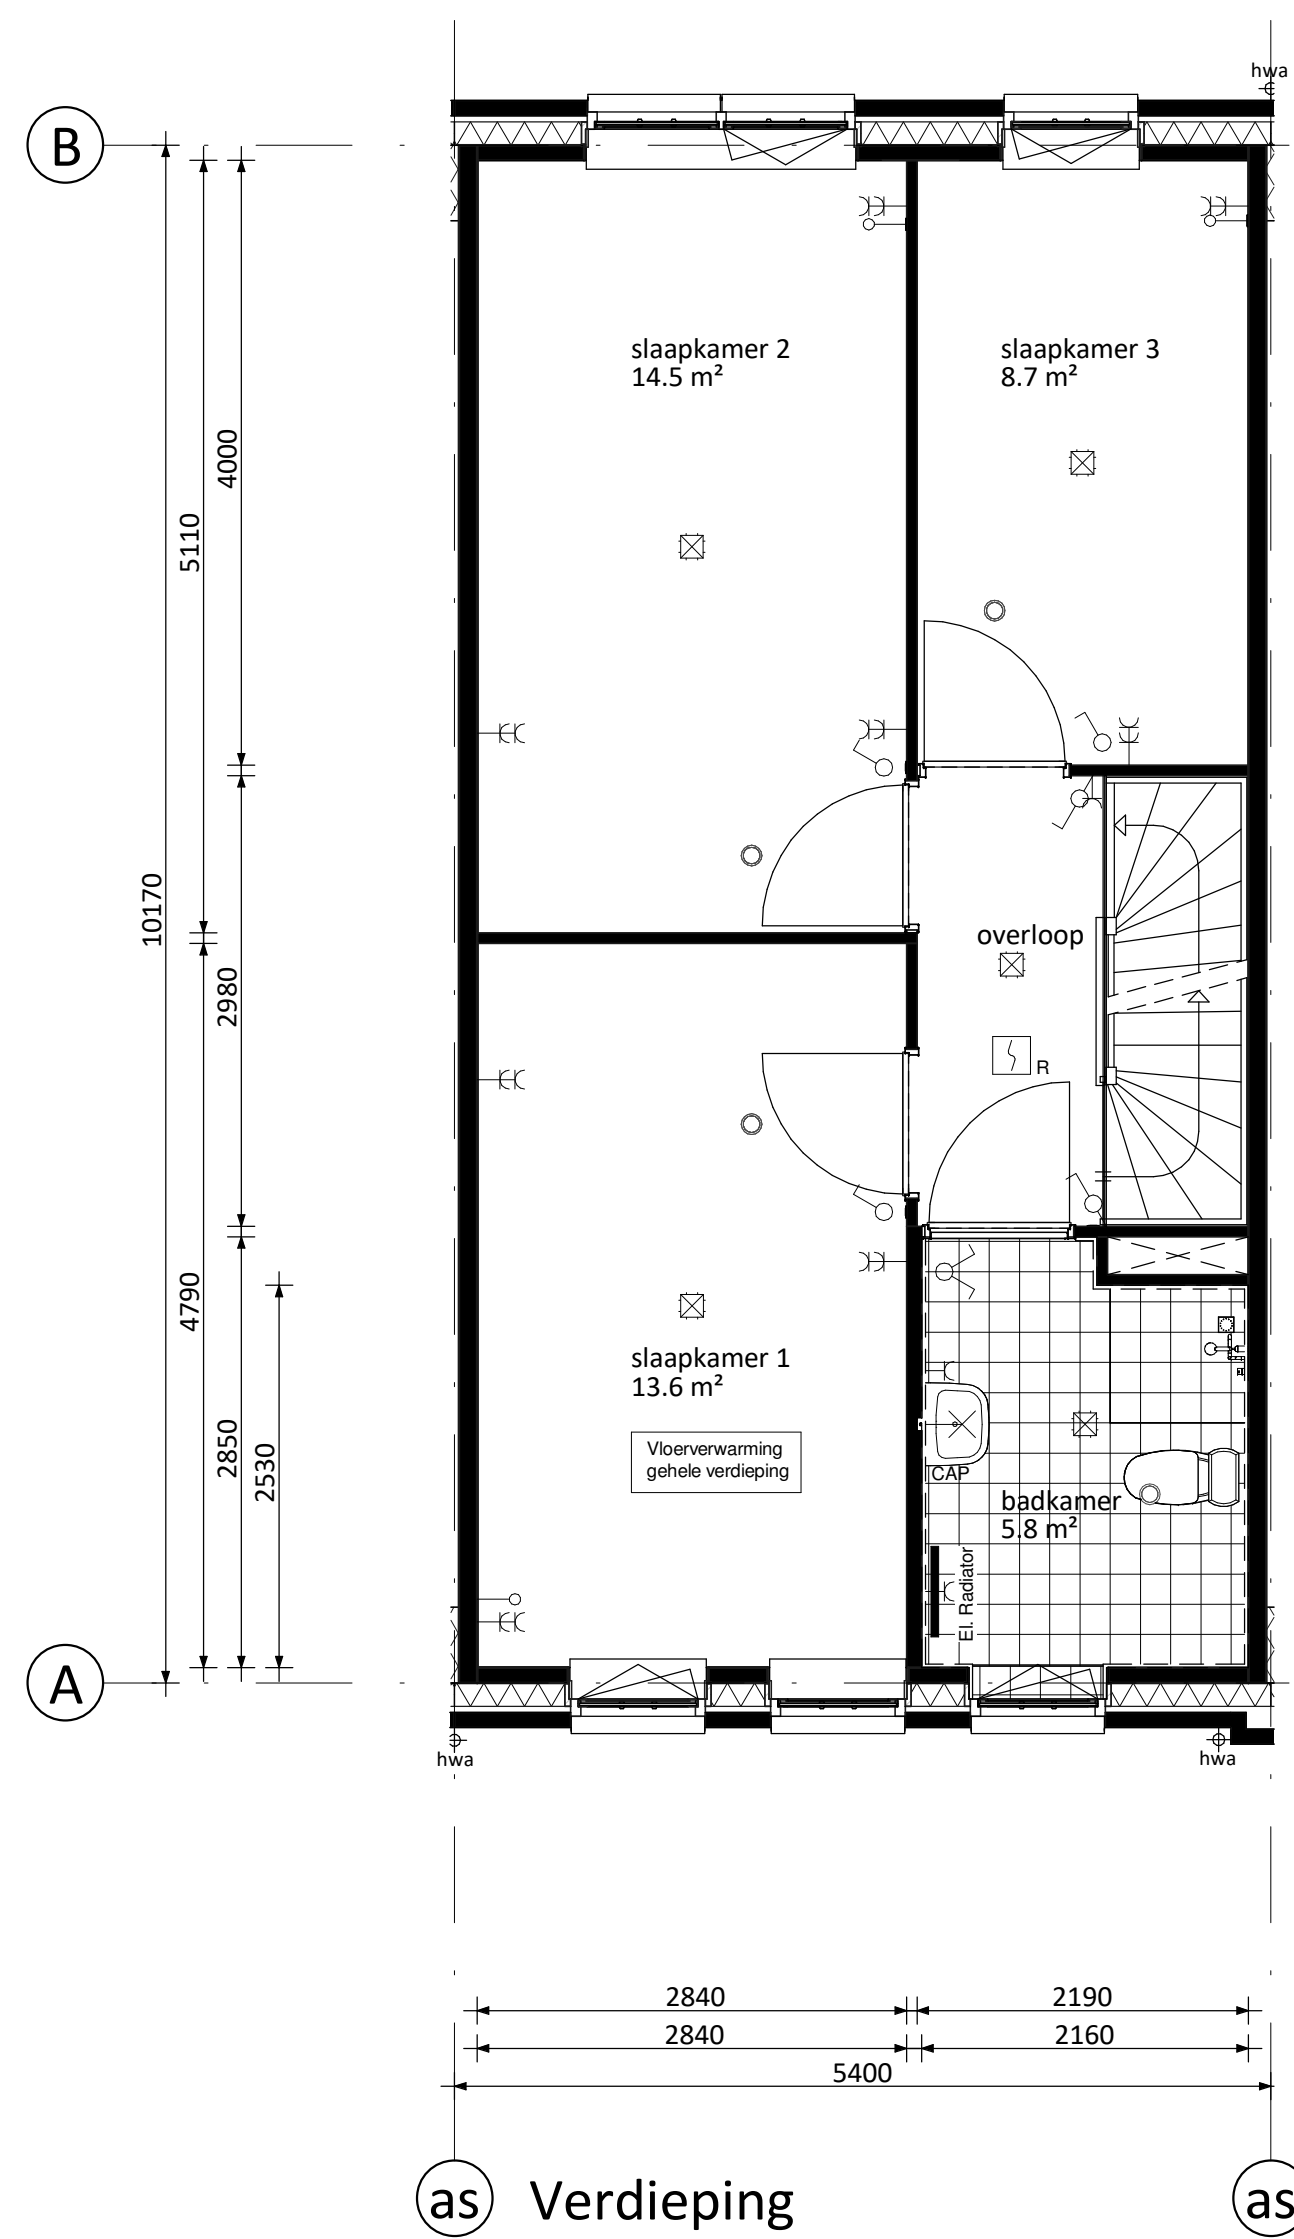 hwa
B
slaapkamer 2
14.5 m²
slaapkamer 3
8.7 m²
4000
5110
10170
2980
overloop
R
4790
2850
2530
slaapkamer 1
13.6 m²
Vloerverwarming
gehele verdieping
CAP
badkamer
5.8 m²
El. Radiator
A
hwa
hwa
2840
2190
2840
2160
5400
as
Verdieping
as